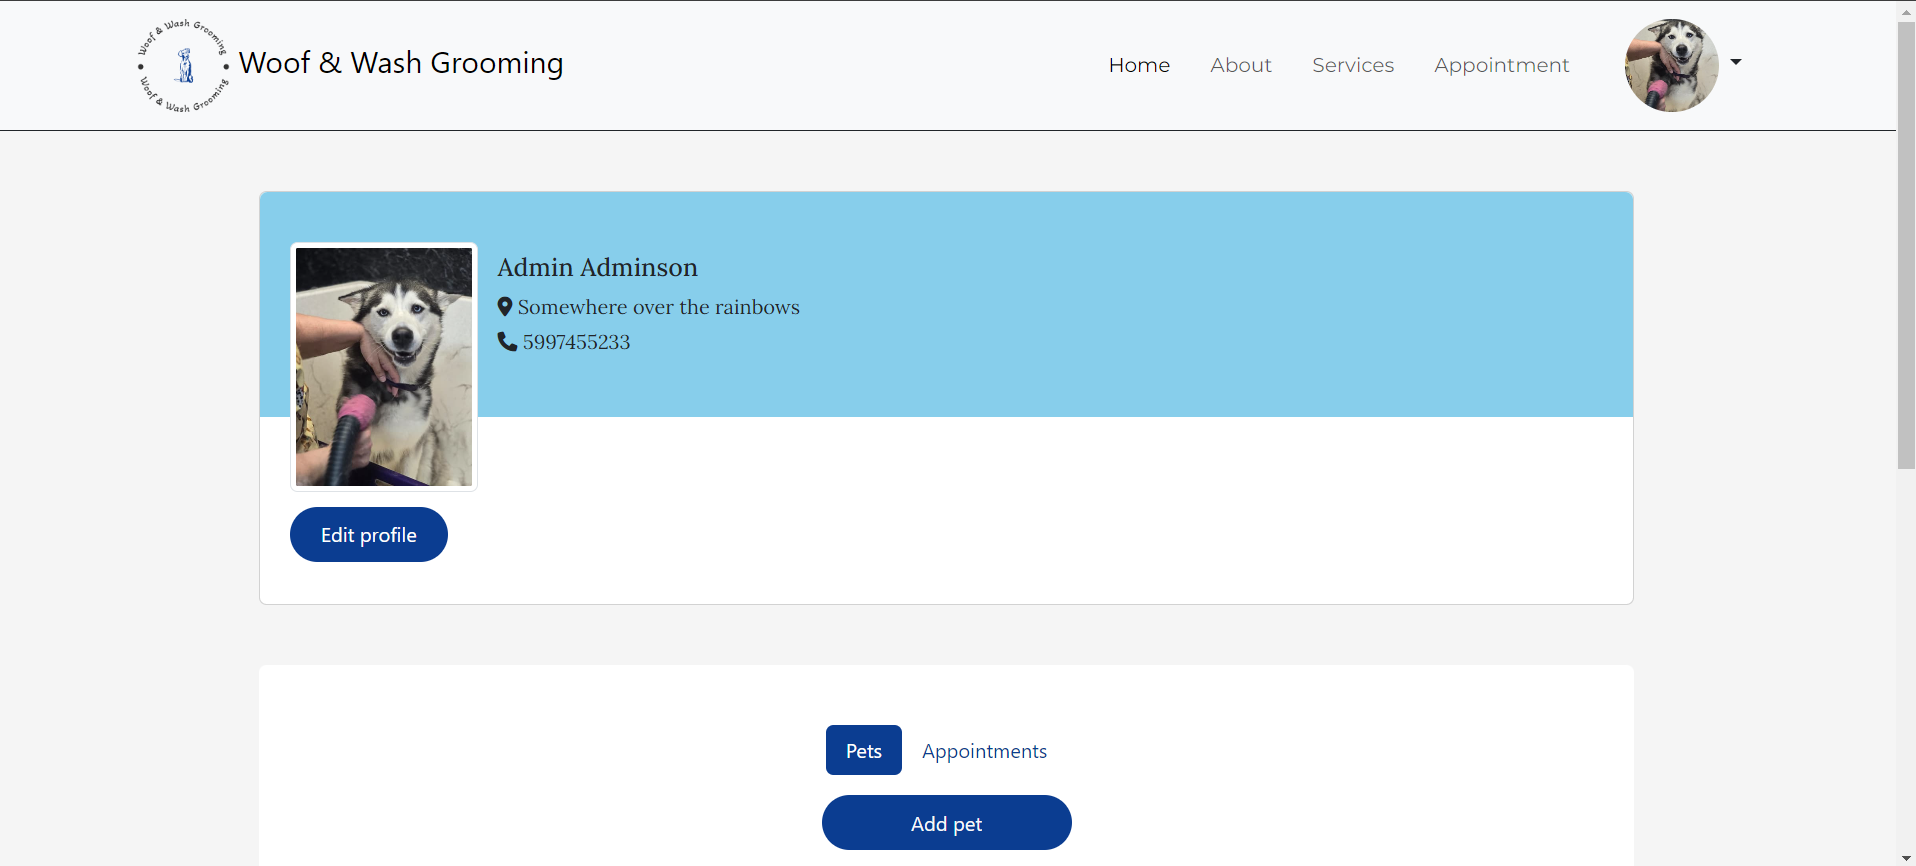 Woof & Wash Grooming
Woof & Wash Grooming
Woof & Wash Grooming
Home
About
Services
Appointment
Admin Adminson
Somewhere over the rainbows
5997455233
Edit profile
Pets
Appointments
Add pet